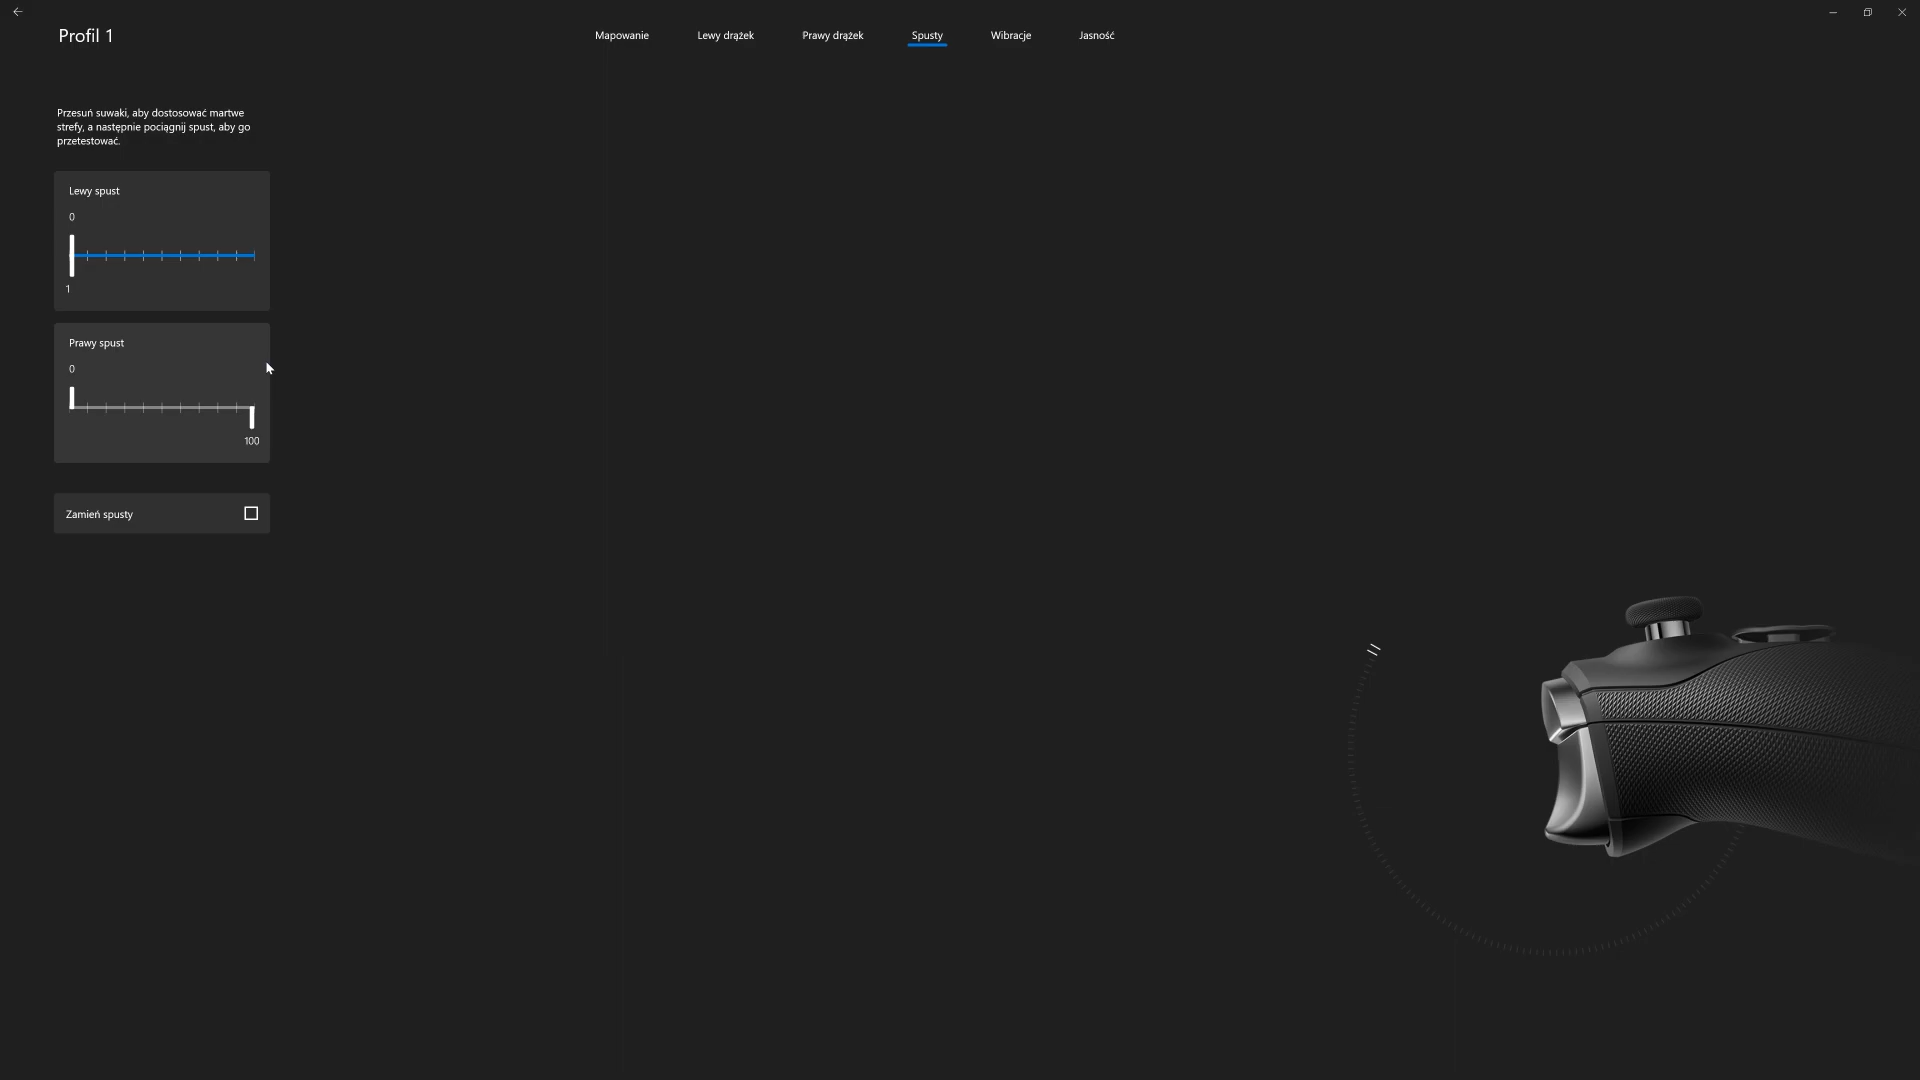 Profil 1
Mapowanie
Lewy drążek
Prawy drążek
Spusty
Wibracje
Jasność
Przesuń suwaki, aby dostosować martwe
strefy, a następnie pociągnij spust, aby go
przetestować.
Lewy spust
0
1
Prawy spust
0
100
Zamień spusty